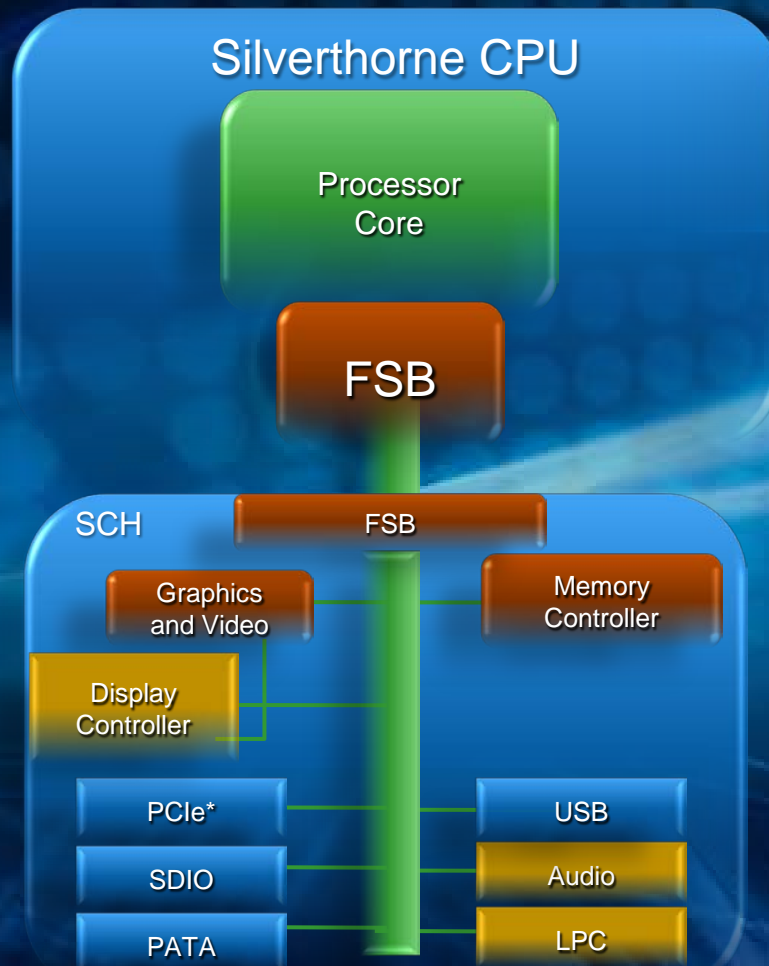 Silverthorne CPU
Processor
Core
FSB
SCH
FSB
Graphics
and Video
Memory
Controller
Display
Controller
PCIe*
USB
SDIO
Audio
PATA
LPC